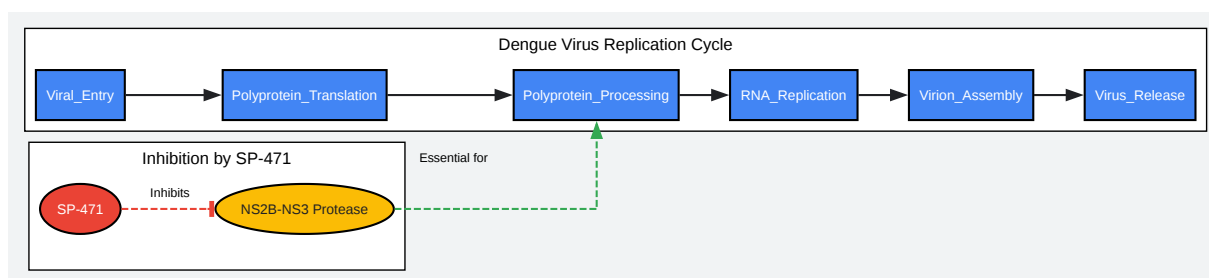 Dengue Virus Replication Cycle
Viral_Entry
Polyprotein_Translation
Polyprotein_Processing
RNA_Replication
Virion_Assembly
Virus_Release
Inhibition by SP-471
Essential for
Inhibits
SP-471
NS2B-NS3 Protease